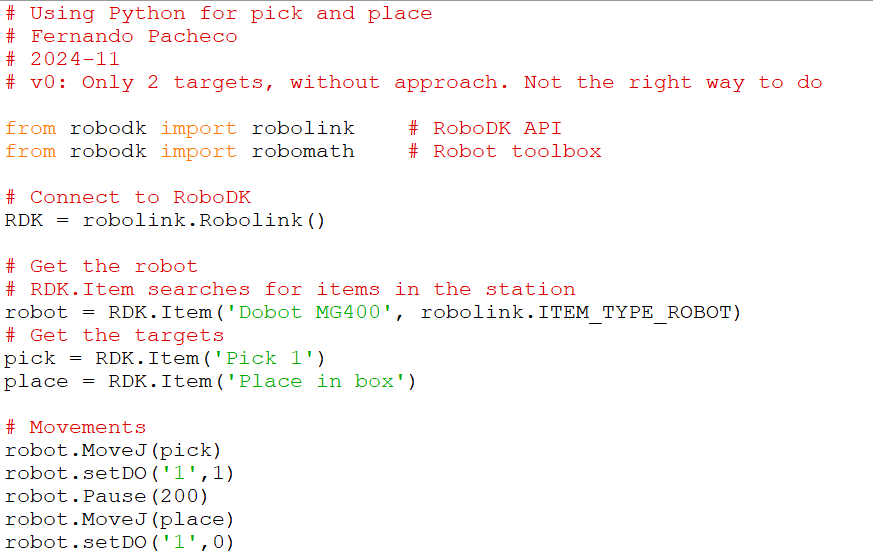 # Using Python for pick and place
# Fernando Pacheco
# 2024-11
# v0: Only 2 targets, without approach. Not the right way to do
from robodk import robolink    # RoboDK API
from robodk import robomath    # Robot toolbox
# Connect to RoboDK
RDK = robolink.Robolink()
# Get the robot
# RDK.Item searches for items in the station
robot = RDK.Item('Dobot MG400', robolink.ITEM_TYPE_ROBOT)
# Get the targets
pick = RDK.Item('Pick 1')
place = RDK.Item('Place in box')
# Movements
robot.MoveJ(pick)
robot.setDO('1',1)
robot.Pause(200)
robot.MoveJ(place)
robot.setDO('1',0)